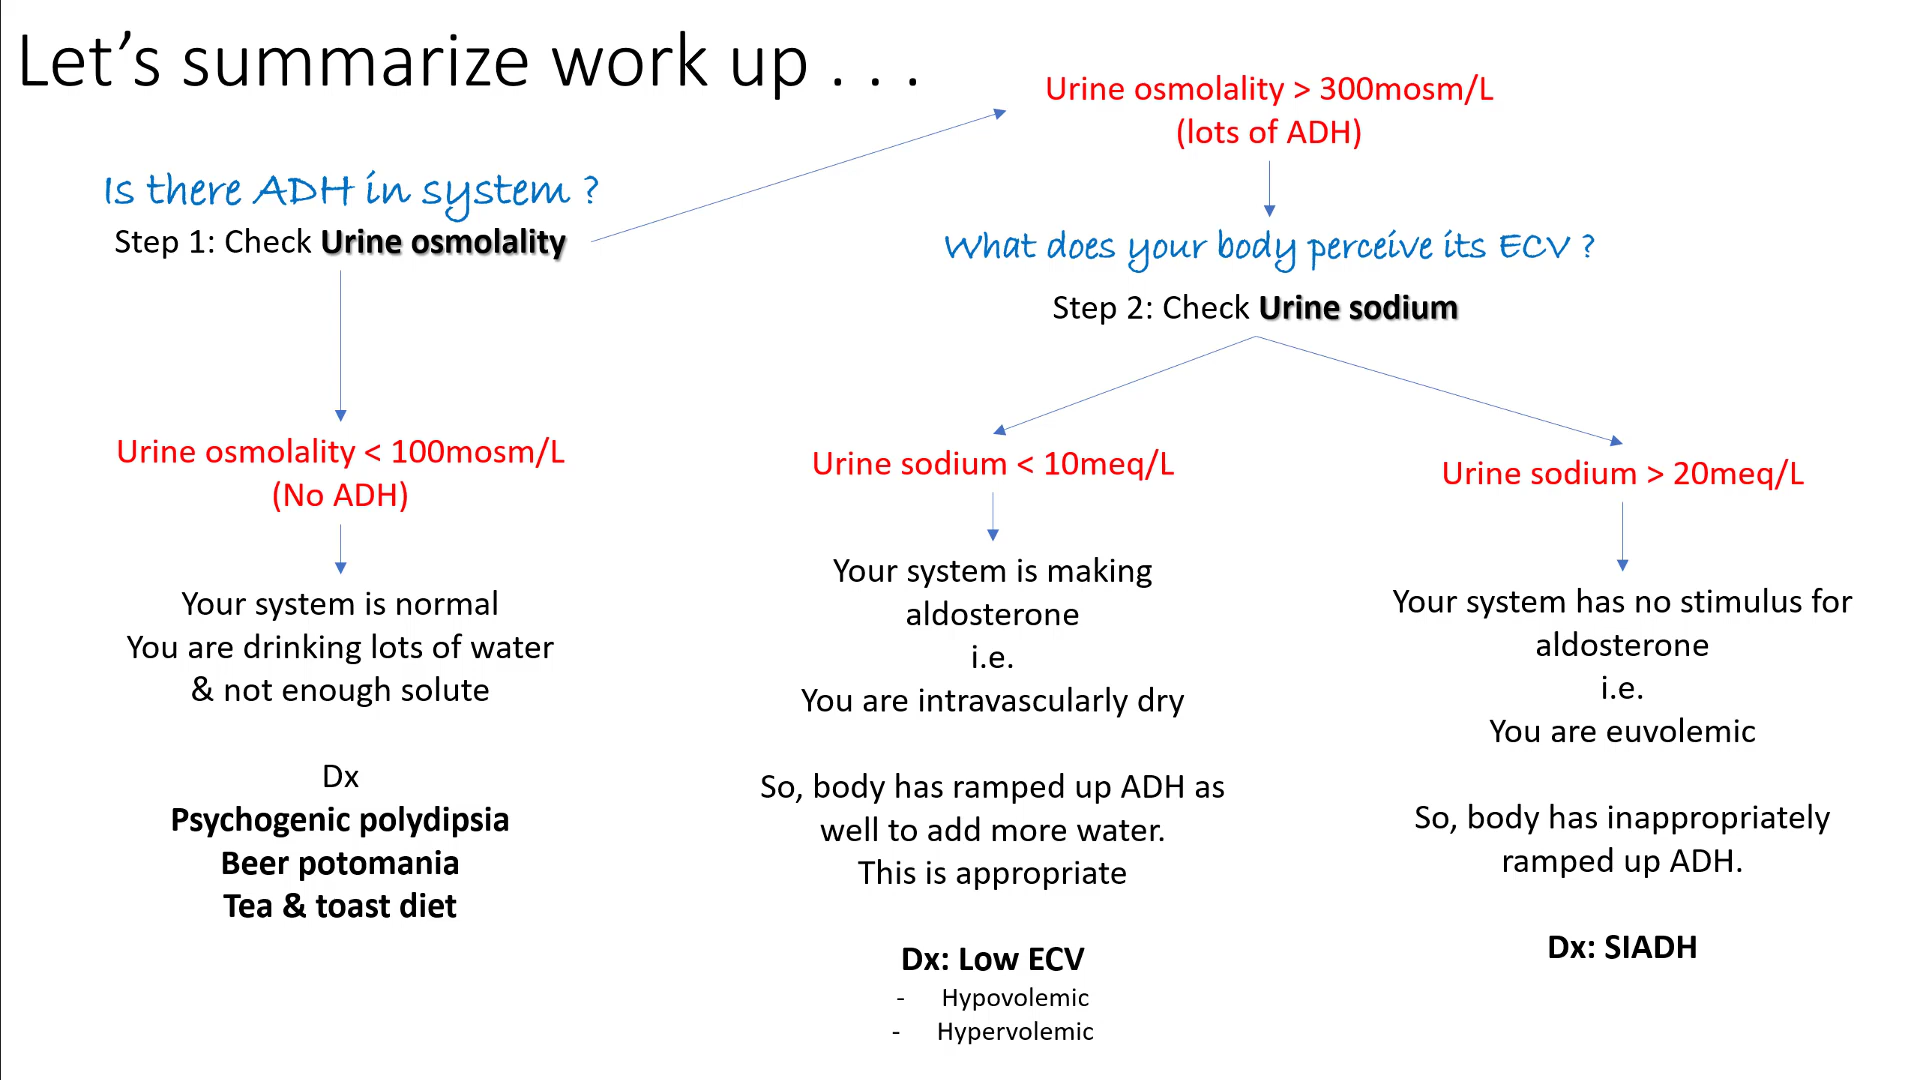 Let's summarize work up . . .
Is there ADH in system ?
Step 1: Check Urine osmolality
Urine osmolality < 100mosm/L
(No ADH)
Your system is normal
You are drinking lots of water
& not enough solute
Dx
Psychogenic polydipsia
Beer potomania
Tea & toast diet
Urine osmolality > 300mosm/L
(lots of ADH)
What does your body perceive its ECV ?
Step 2: Check Urine sodium
Urine sodium < 10meq/L
Your system is making
aldosterone
i.e.
You are intravascularly dry
So, body has ramped up ADH as
well to add more water.
This is appropriate
Dx: Low ECV
- Hypovolemic
- Hypervolemic
Urine sodium > 20meq/L
Your system has no stimulus for
aldosterone
i.e.
You are euvolemic
So, body has inappropriately
ramped up ADH.
Dx: SIADH